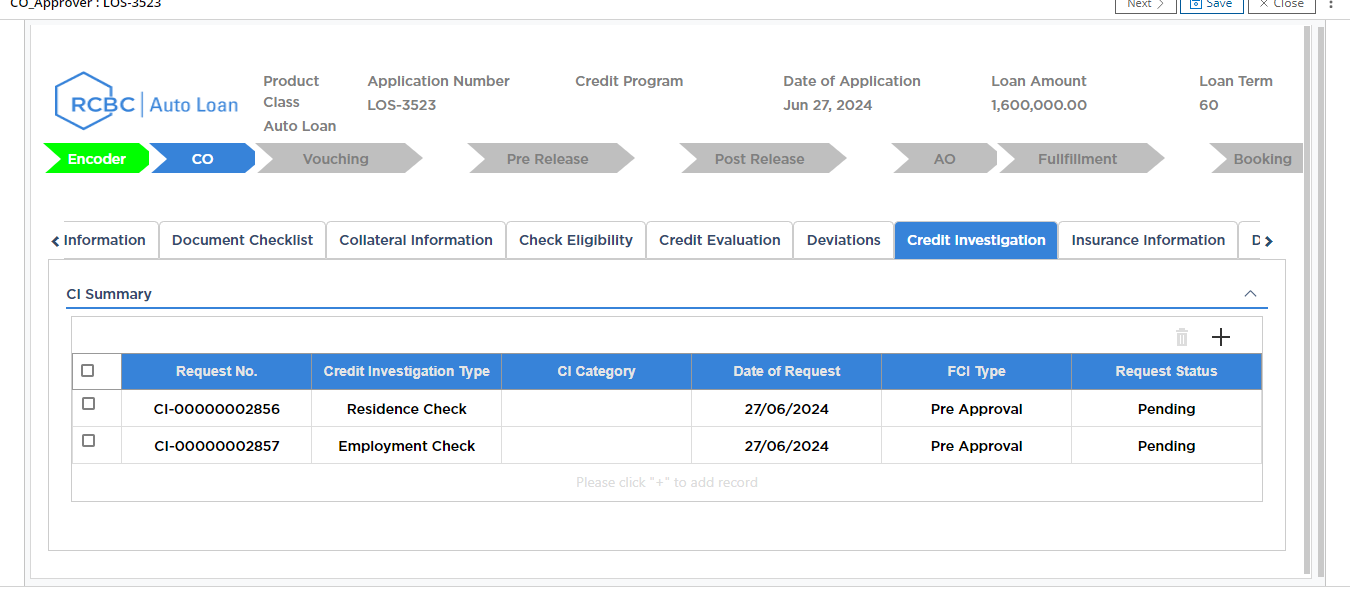 CO_Approver : LOS-3523
Next
Save
Close
RCBC Auto Loan
Product Class
Auto Loan
Application Number
LOS-3523
Credit Program
Date of Application
Jun 27, 2024
Loan Amount
1,600,000.00
Loan Term
60
Encoder
CO
Vouching
Pre Release
Post Release
AO
Fullfillment
Booking
Information
Document Checklist
Collateral Information
Check Eligibility
Credit Evaluation
Deviations
Credit Investigation
Insurance Information
CI Summary
Request No. Credit Investigation Type CI Category Date of Request FCI Type Request Status
CI-00000002856 Residence Check 27/06/2024 Pre Approval Pending
CI-00000002857 Employment Check 27/06/2024 Pre Approval Pending
Please click "+" to add record